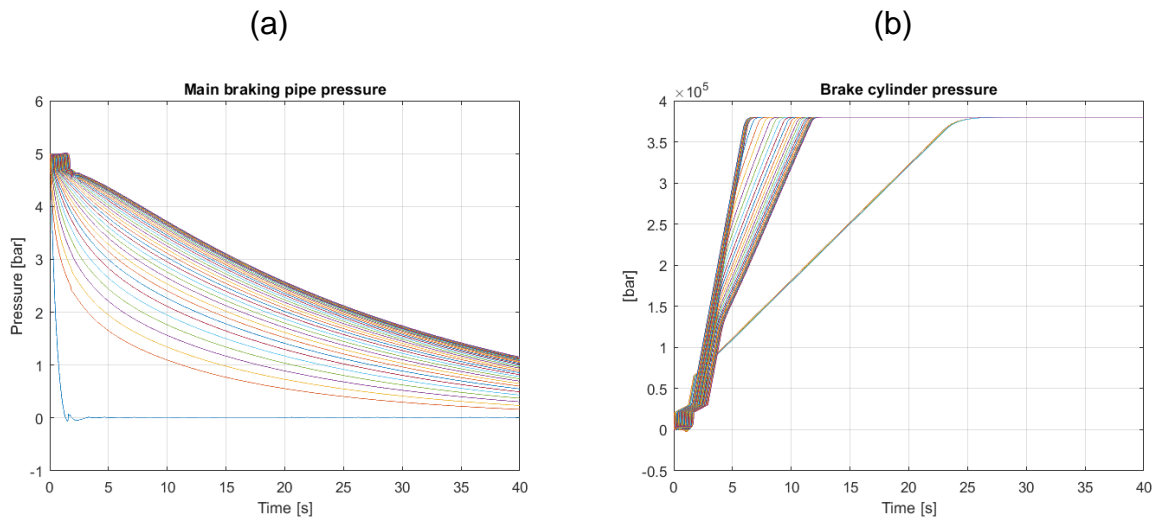 (a)
(b)
Main braking pipe pressure
6
5
4
3
2
1
0
-1
Pressure [bar]
0 5 10 15 20 25 30 35 40
Time [s]
Brake cylinder pressure
×10⁵
4
3.5
3
2.5
2
1.5
1
0.5
0
-0.5
[bar]
0 5 10 15 20 25 30 35 40
Time [s]